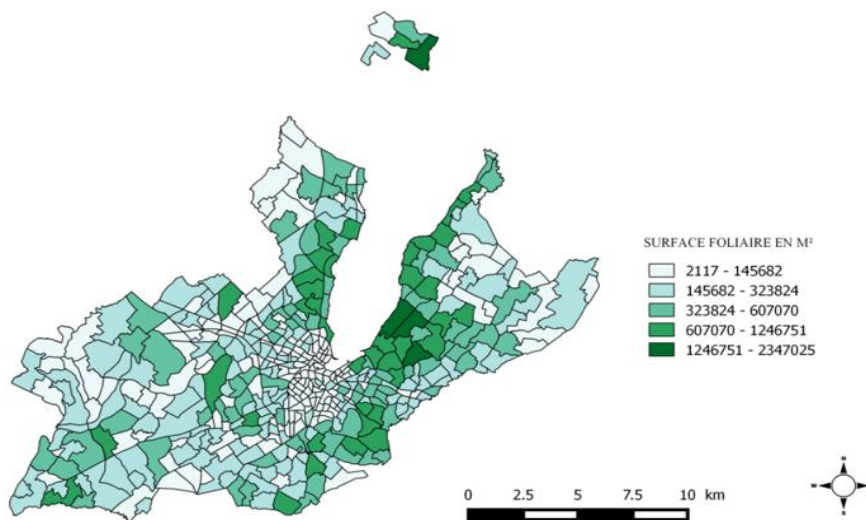 SURFACE FOLIAIRE EN M²
2117 - 145682
145682 - 323824
323824 - 607070
607070 - 1246751
1246751 - 2347025
0 2.5 5 7.5 10 km
N
W E
S